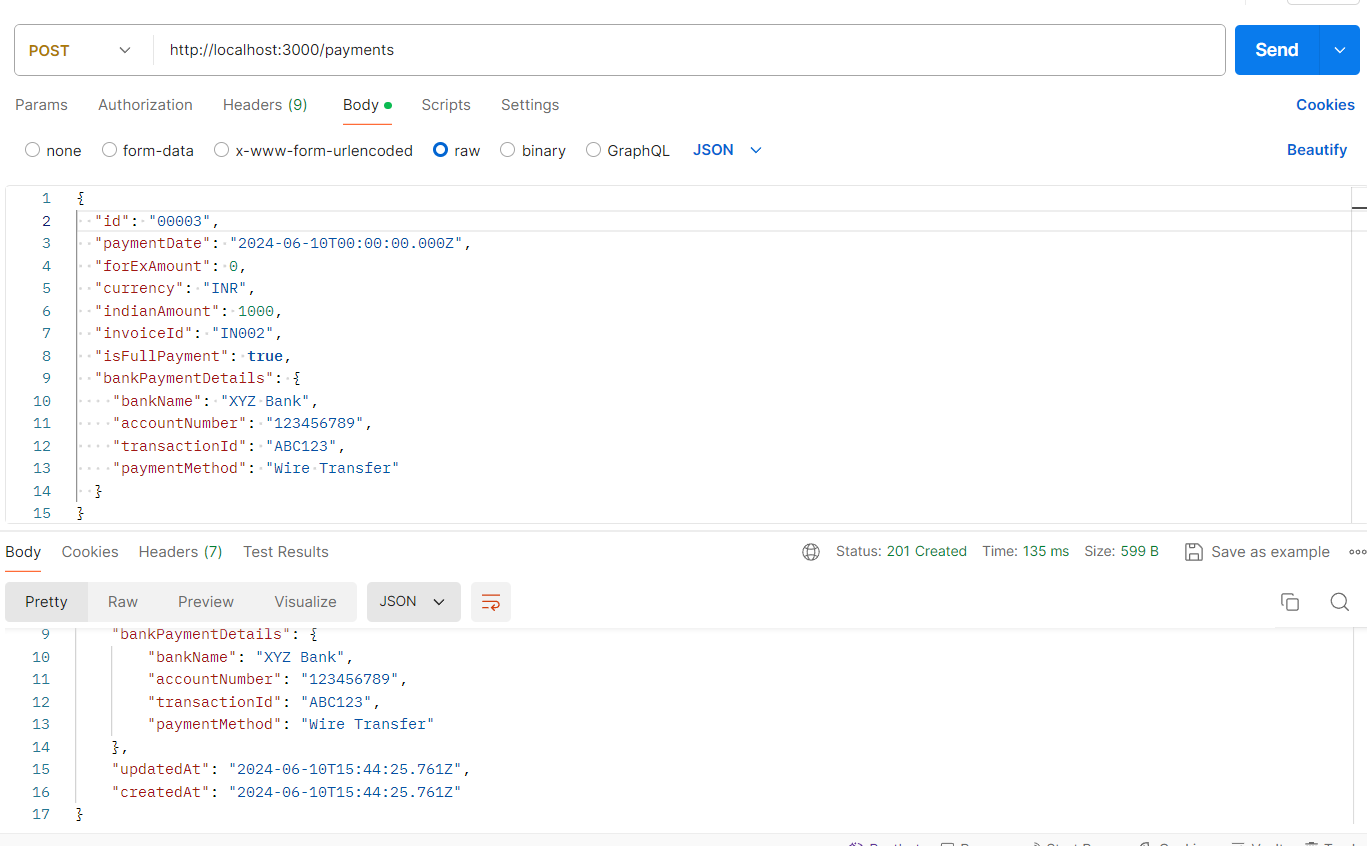 POST http://localhost:3000/payments Send
Params Authorization Headers (9) Body Scripts Settings Cookies
none form-data x-www-form-urlencoded raw binary GraphQL JSON Beautify
1 {
2 "id": "00003",
3 "paymentDate": "2024-06-10T00:00:00.000Z",
4 "forExAmount": 0,
5 "currency": "INR",
6 "indianAmount": 1000,
7 "invoiceId": "IN002",
8 "isFullPayment": true,
9 "bankPaymentDetails": {
10 "bankName": "XYZ Bank",
11 "accountNumber": "123456789",
12 "transactionId": "ABC123",
13 "paymentMethod": "Wire Transfer"
14 }
15 }
Body Cookies Headers (7) Test Results Status: 201 Created Time: 135 ms Size: 599 B Save as example
Pretty Raw Preview Visualize JSON
9 "bankPaymentDetails": {
10 "bankName": "XYZ Bank",
11 "accountNumber": "123456789",
12 "transactionId": "ABC123",
13 "paymentMethod": "Wire Transfer"
14 },
15 "updatedAt": "2024-06-10T15:44:25.761Z",
16 "createdAt": "2024-06-10T15:44:25.761Z"
17 }